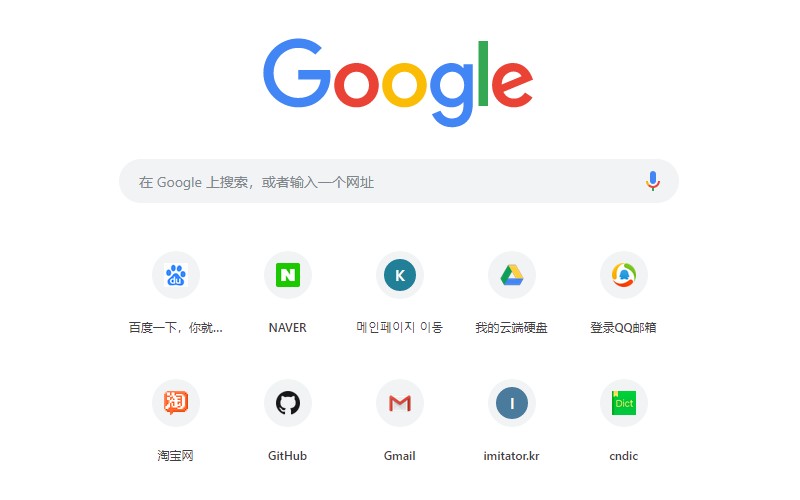 Google
在 Google 上搜索，或者输入一个网址
du
N
K
百度一下，你就...
NAVER
메인페이지 이동
我的云端硬盘
登录QQ邮箱
淘
I
Dict
淘宝网
GitHub
Gmail
imitator.kr
cndic